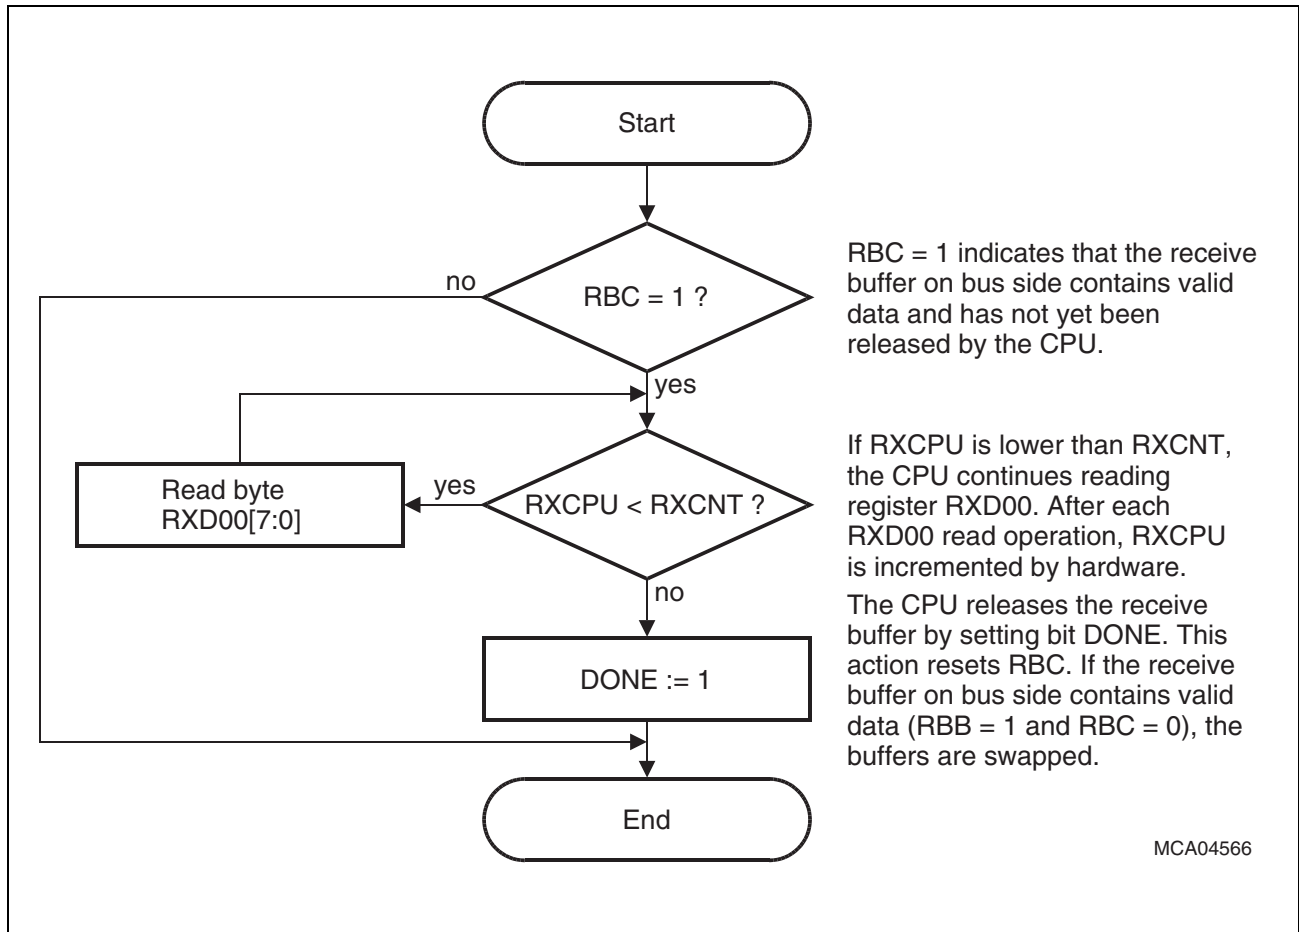 Start
no
RBC = 1 ?
RBC = 1 indicates that the receive
buffer on bus side contains valid
data and has not yet been
released by the CPU.
yes
Read byte
RXD00[7:0]
yes
RXCPU < RXCNT ?
If RXCPU is lower than RXCNT,
the CPU continues reading
register RXD00. After each
RXD00 read operation, RXCPU
is incremented by hardware.
no
DONE := 1
The CPU releases the receive
buffer by setting bit DONE. This
action resets RBC. If the receive
buffer on bus side contains valid
data (RBB = 1 and RBC = 0), the
buffers are swapped.
End
MCA04566